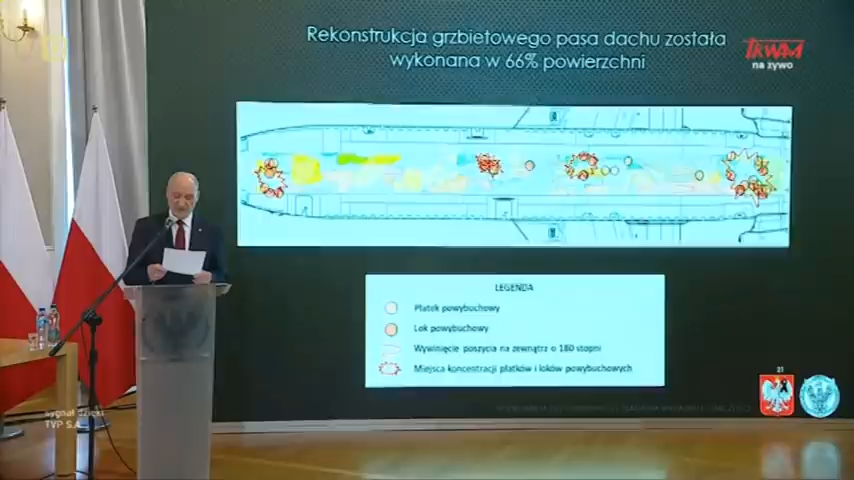 Rekonstrukcja grzbietowego pasa dachu została
wykonana w 66% powierzchni
TRWAM
na żywo
LEGENDA
Płatek powybuchowy
Lok powybuchowy
Wywinięcie poszycia na zewnątrz o 180 stopni
Miejsca koncentracji płatków i loków powybuchowych
21
sygnał dzięki
TVP S.A.